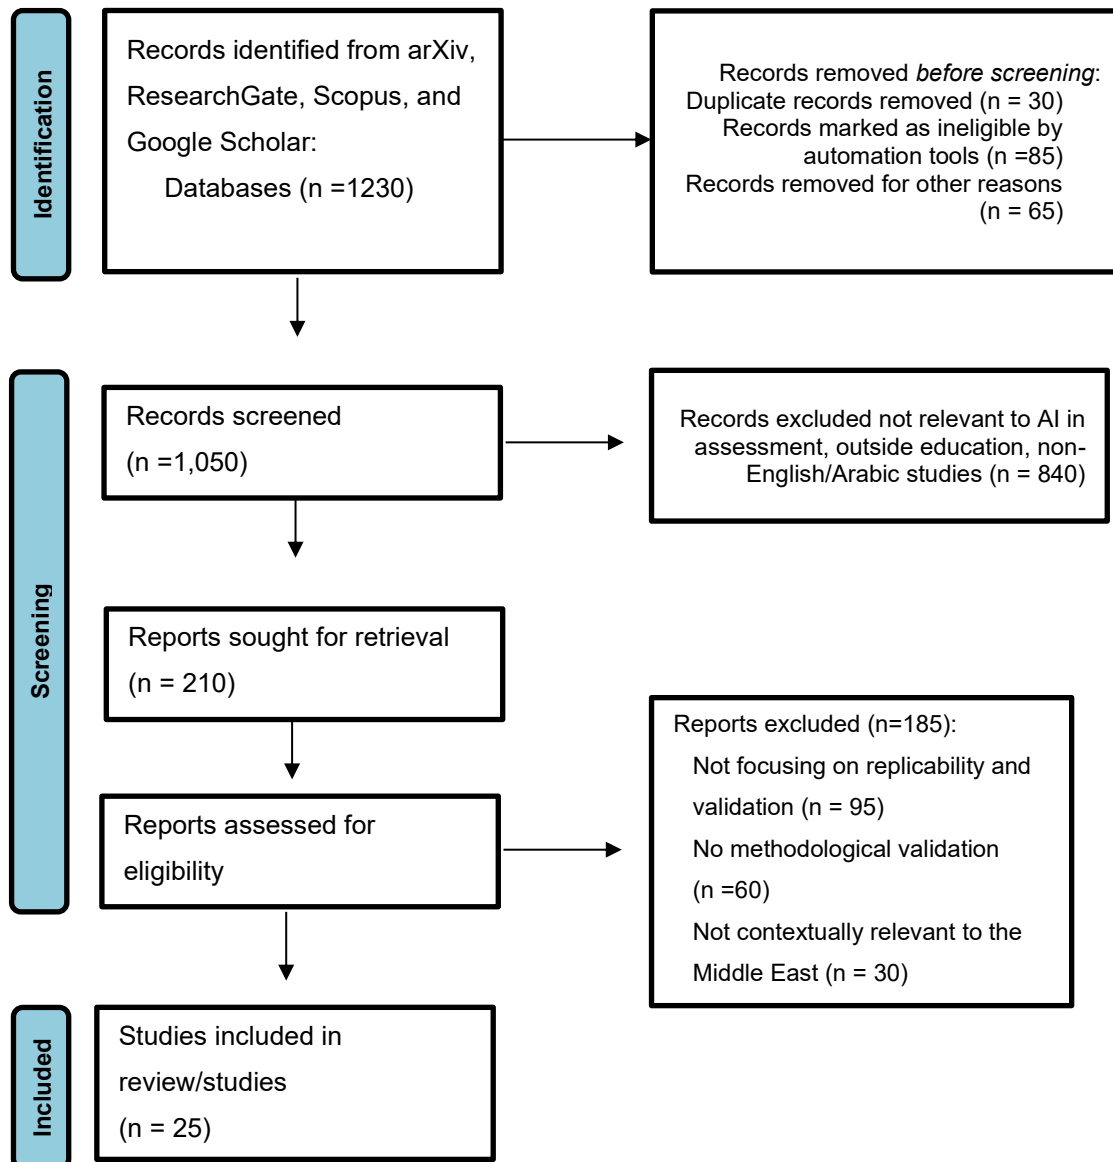 Identification
Records identified from arXiv,
ResearchGate, Scopus, and
Google Scholar:
Databases (n =1230)
Records removed before screening:
Duplicate records removed (n = 30)
Records marked as ineligible by
automation tools (n =85)
Records removed for other reasons
(n = 65)
Screening
Records screened
(n =1,050)
Records excluded not relevant to AI in
assessment, outside education, non-
English/Arabic studies (n = 840)
Reports sought for retrieval
(n = 210)
Reports assessed for
eligibility
Reports excluded (n=185):
Not focusing on replicability and
validation (n = 95)
No methodological validation
(n =60)
Not contextually relevant to the
Middle East (n = 30)
Included
Studies included in
review/studies
(n = 25)